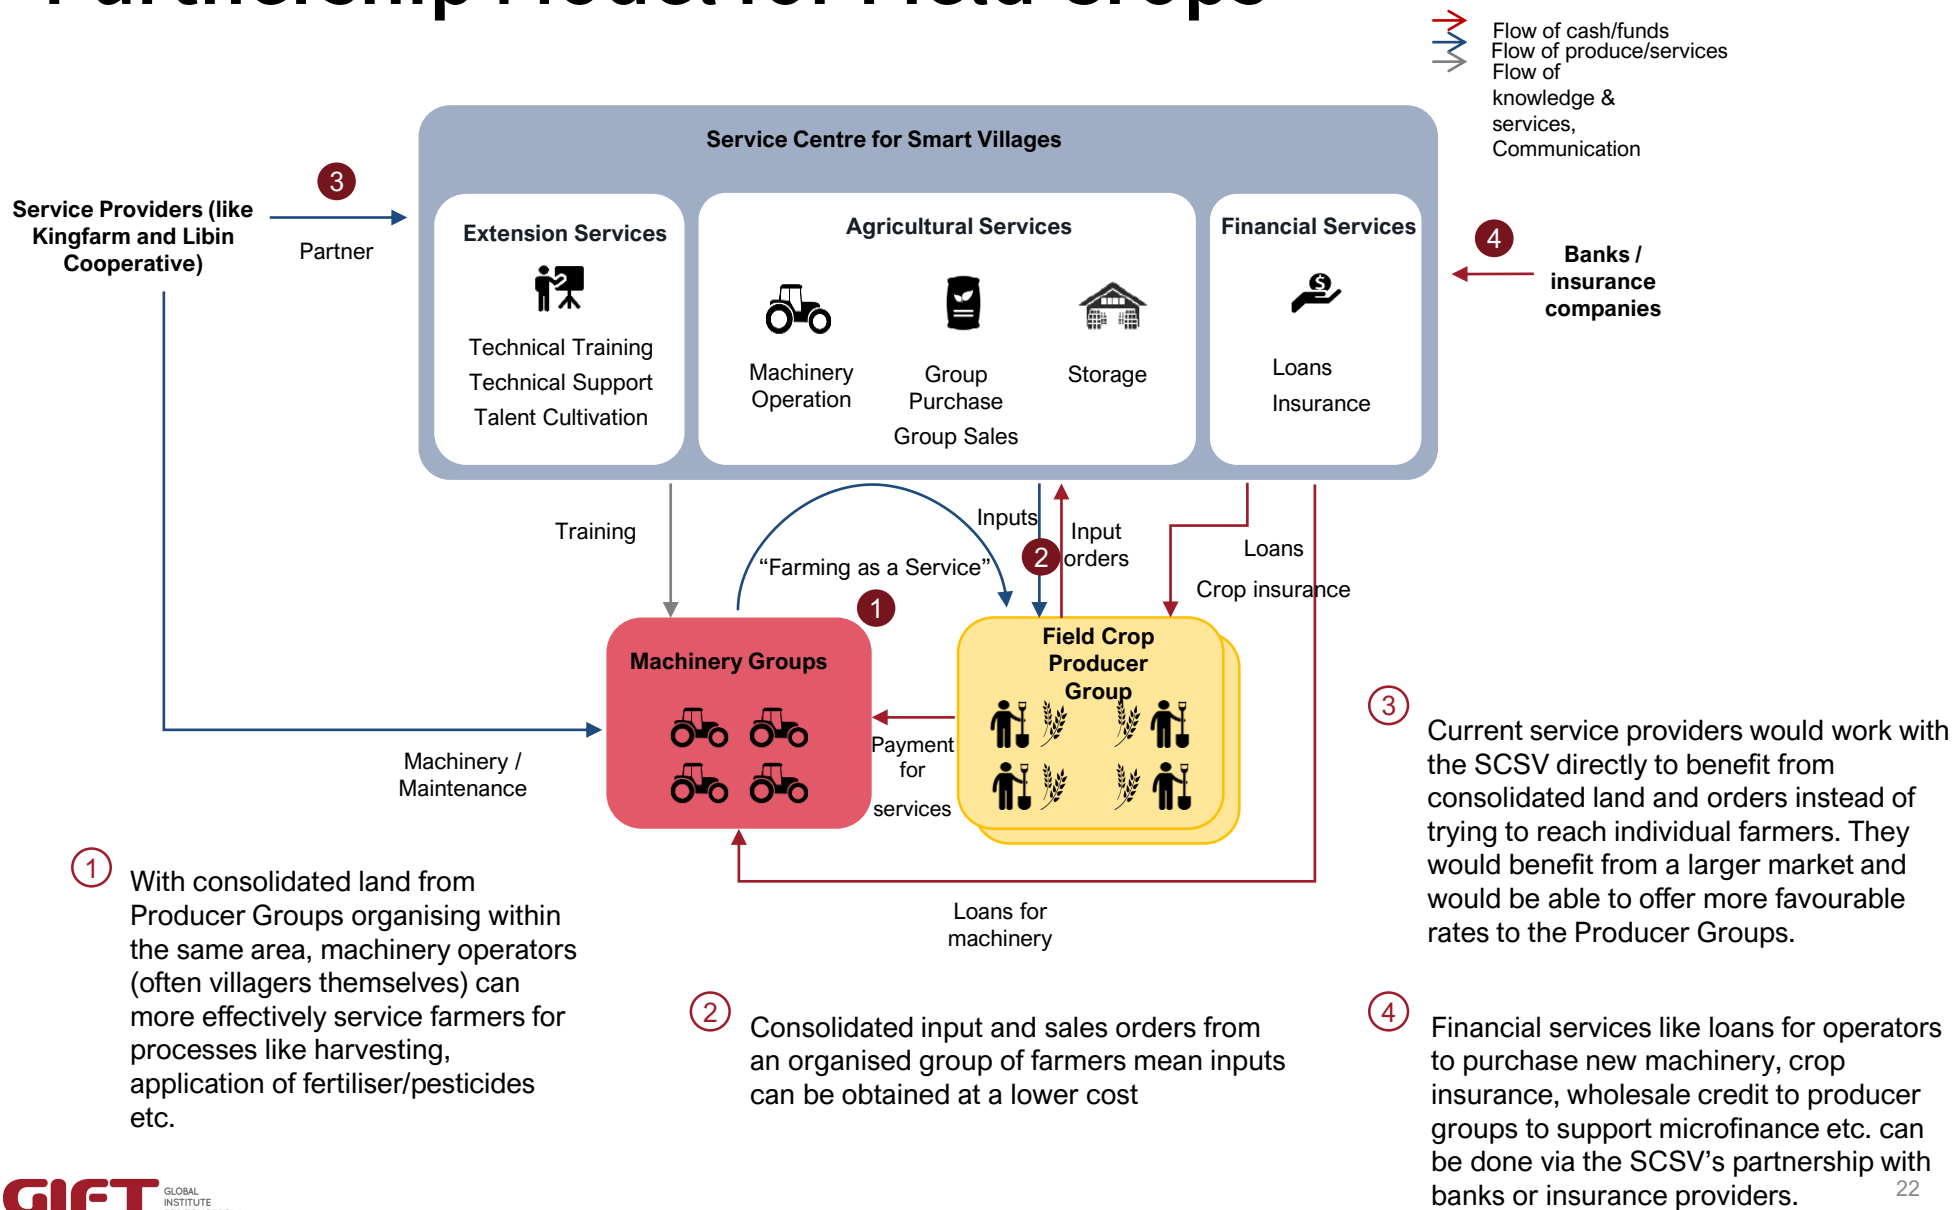 Partnership Model for Field Crops
Flow of cash/funds
Flow of produce/services
Flow of
knowledge &
services,
Communication
Service Centre for Smart Villages
3
Service Providers (like
Kingfarm and Libin
Cooperative)
Partner
Extension Services
Technical Training
Technical Support
Talent Cultivation
Agricultural Services
Machinery
Operation
Group
Purchase
Group Sales
Storage
Financial Services
$
Loans
Insurance
4
Banks /
insurance
companies
Training
"Farming as a Service"
1
Inputs
2
Input
orders
Loans
Crop insurance
Machinery Groups
Field Crop
Producer
Group
Payment
for
services
Machinery /
Maintenance
Loans for
machinery
1
With consolidated land from
Producer Groups organising within
the same area, machinery operators
(often villagers themselves) can
more effectively service farmers for
processes like harvesting,
application of fertiliser/pesticides
etc.
2
Consolidated input and sales orders from
an organised group of farmers mean inputs
can be obtained at a lower cost
3
Current service providers would work with
the SCSV directly to benefit from
consolidated land and orders instead of
trying to reach individual farmers. They
would benefit from a larger market and
would be able to offer more favourable
rates to the Producer Groups.
4
Financial services like loans for operators
to purchase new machinery, crop
insurance, wholesale credit to producer
groups to support microfinance etc. can
be done via the SCSV's partnership with
banks or insurance providers.
22
GIFT
GLOBAL
INSTITUTE